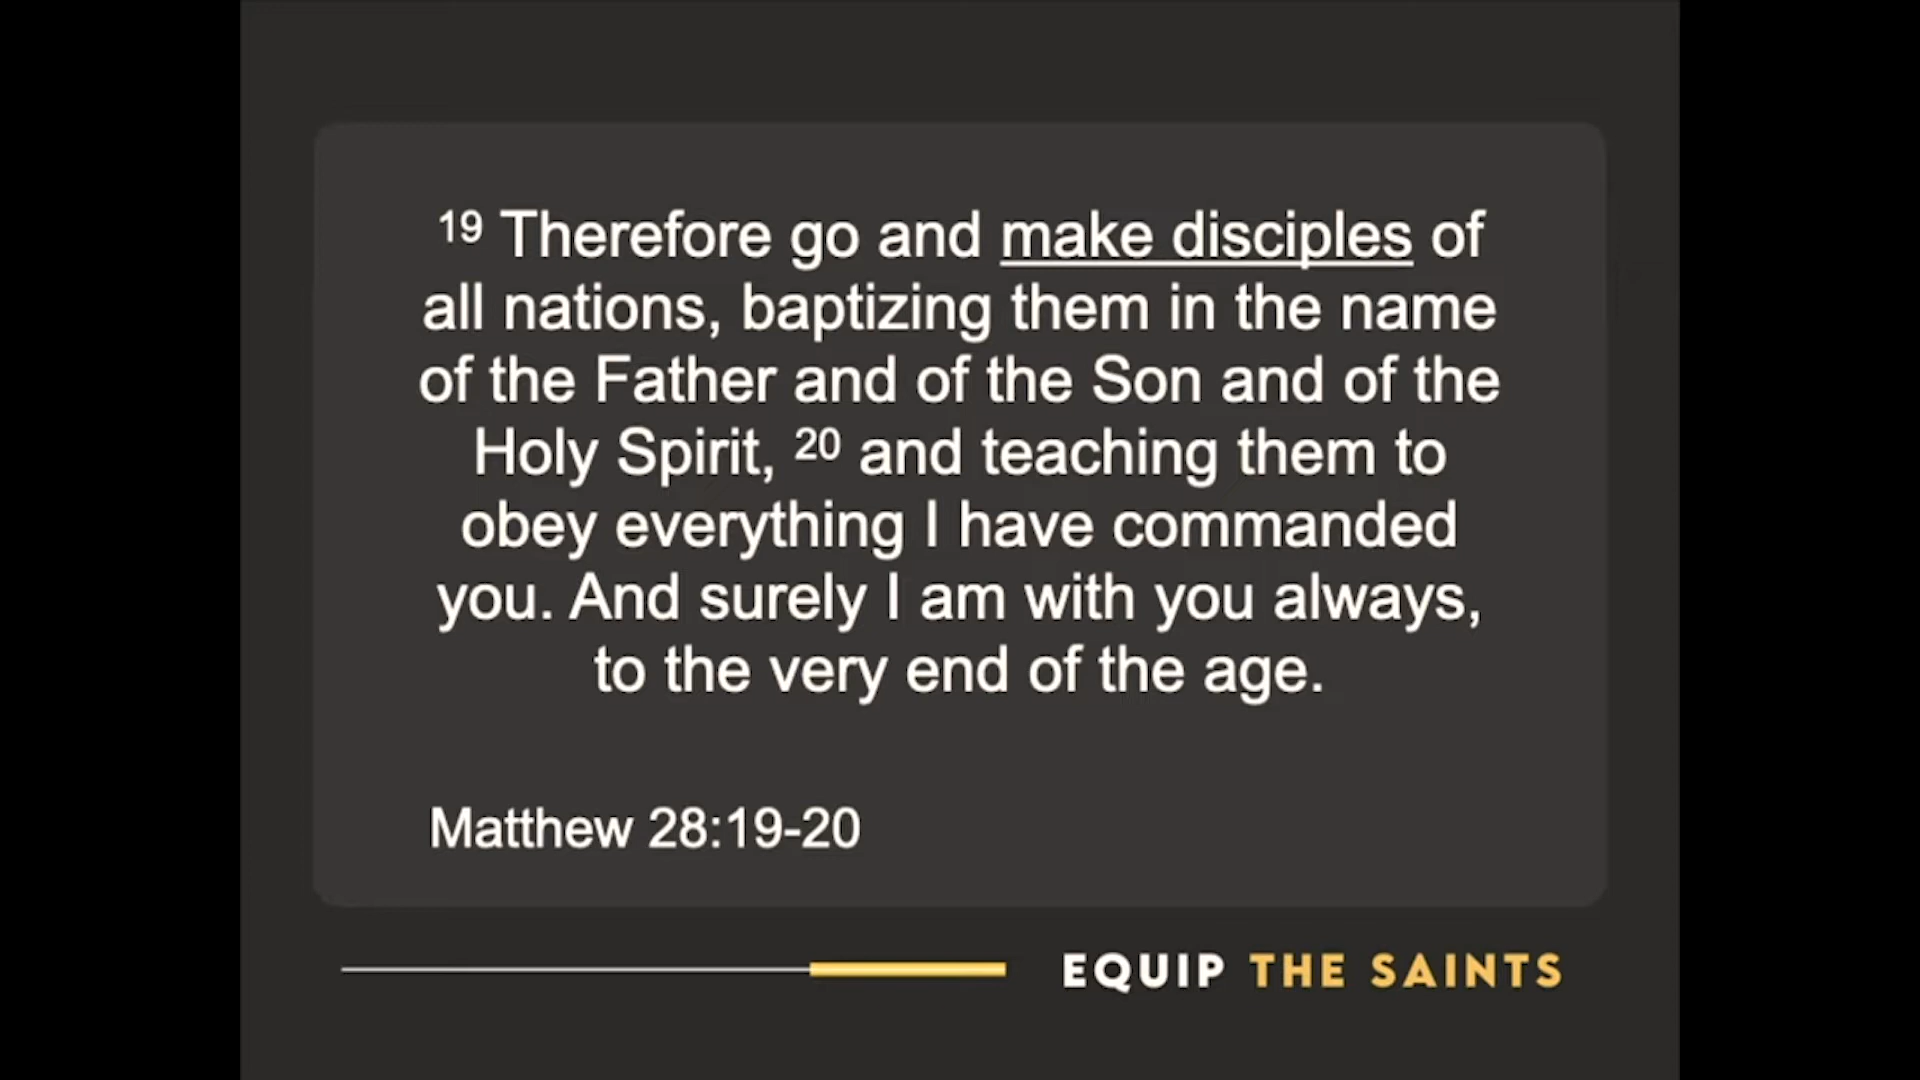 19 Therefore go and make disciples of
all nations, baptizing them in the name
of the Father and of the Son and of the
Holy Spirit, 20 and teaching them to
obey everything I have commanded
you. And surely I am with you always,
to the very end of the age.
Matthew 28:19-20
EQUIP THE SAINTS